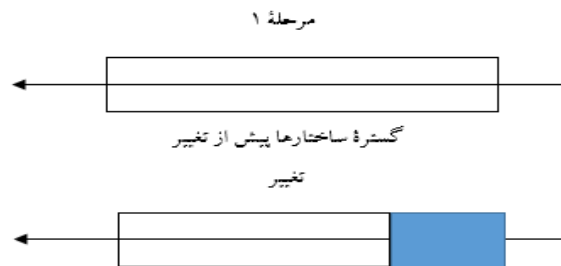 مرحلهٔ ۱
گسترهٔ ساختارها پیش از تغییر
تغییر